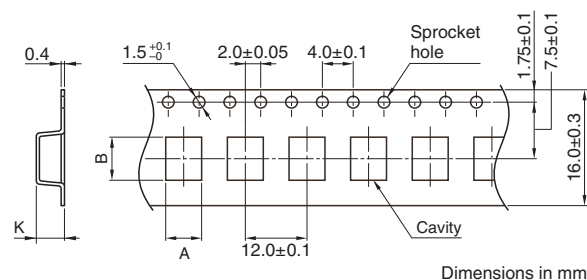 Sprocket
hole
1.5 +0.1 −0
2.0±0.05
4.0±0.1
0.4
1.75±0.1
7.5±0.1
16.0±0.3
B
K
A
12.0±0.1
Cavity
Dimensions in mm